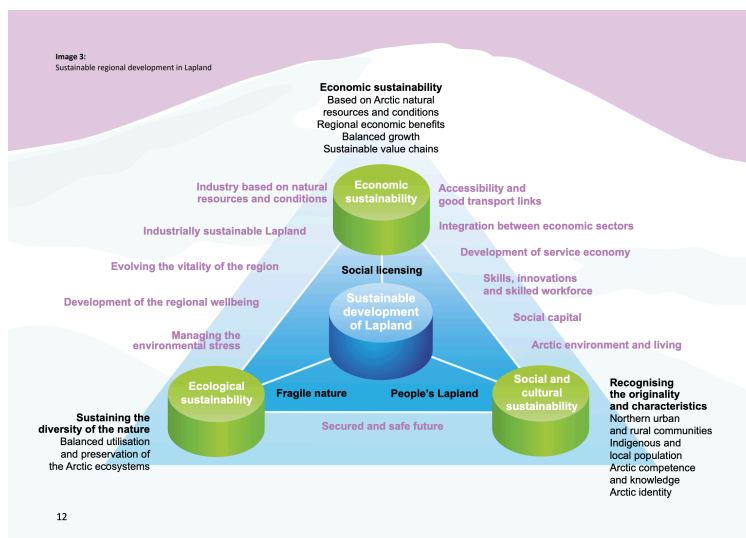 Image 3:
Sustainable regional development in Lapland
Economic sustainability
Based on Arctic natural
resources and conditions
Regional economic benefits
Balanced growth
Sustainable value chains
Industry based on natural
resources and conditions
Industrially sustainable Lapland
Evolving the vitality of the region
Development of the regional wellbeing
Managing the
environmental stress
Economic
sustainability
Accessibility and
good transport links
Integration between economic sectors
Development of service economy
Skills, innovations
and skilled workforce
Social capital
Arctic environment and living
Social licensing
Sustainable
development
of Lapland
Ecological
sustainability
Fragile nature
People's Lapland
Social and
cultural
sustainability
Secured and safe future
Sustaining the
diversity of the nature
Balanced utilisation
and preservation of
the Arctic ecosystems
Recognising
the originality
and characteristics
Northern urban
and rural communities
Indigenous and
local population
Arctic competence
and knowledge
Arctic identity
12